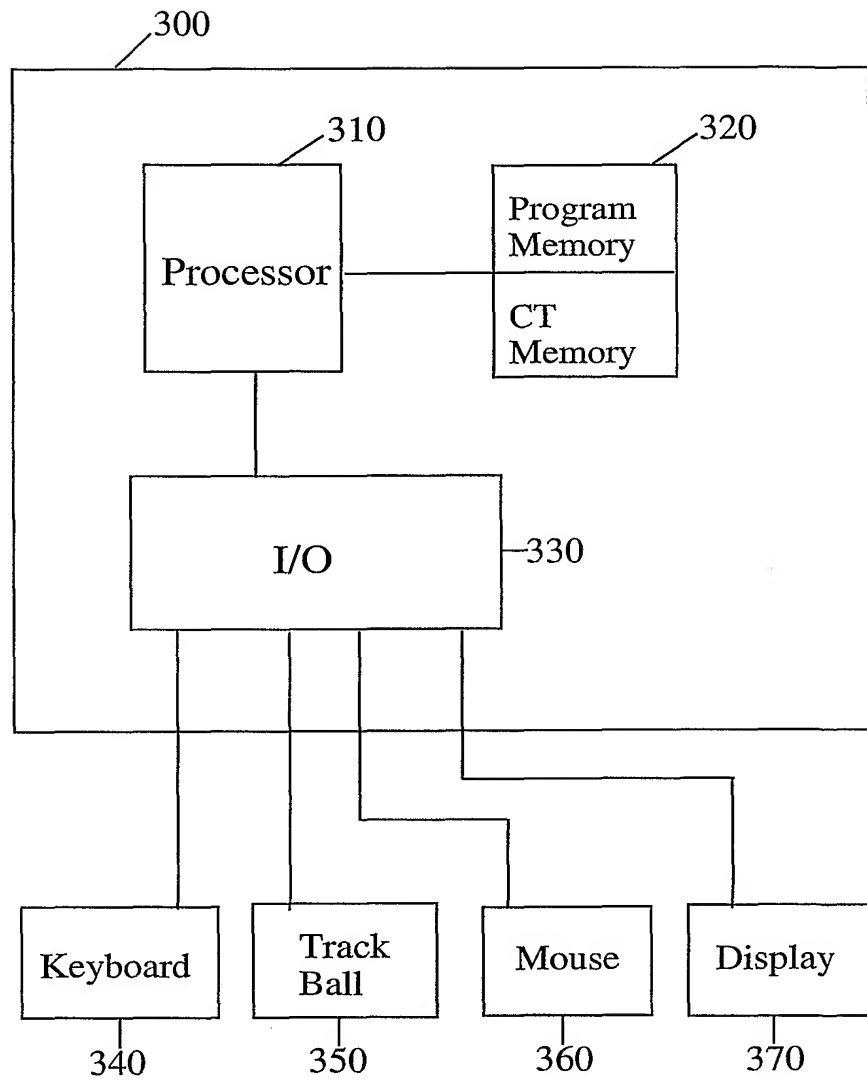 300
310
320
Processor
Program
Memory
CT
Memory
I/O
330
Keyboard
Track
Ball
Mouse
Display
340
350
360
370